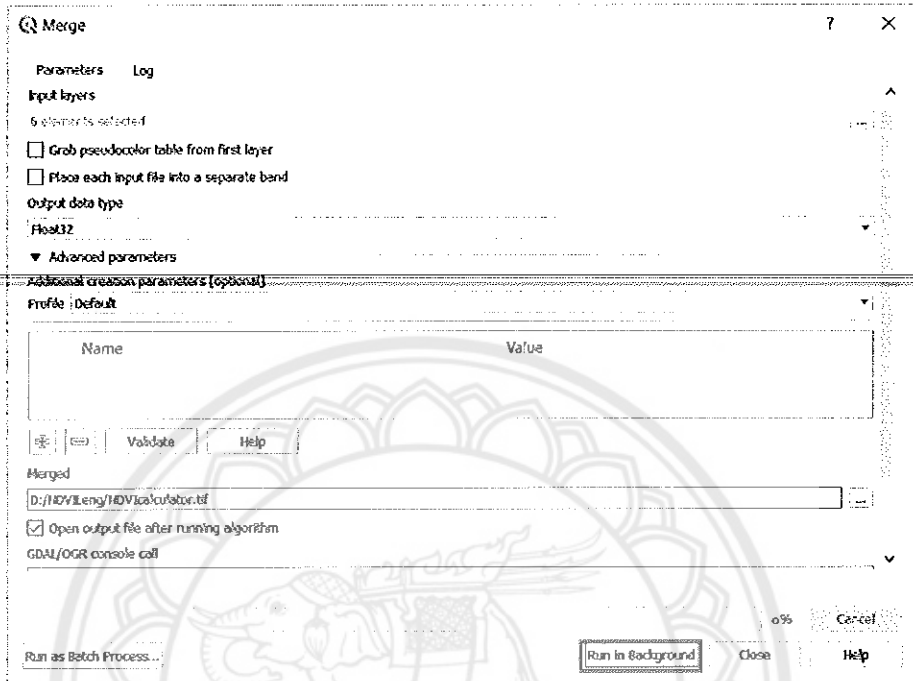 Merge ? ×
Parameters Log
Input layers
6 elements selected ...
Grab pseudocolor table from first layer
Place each input file into a separate band
Output data type
Float32
Advanced parameters
Additional creation parameters [optional]
Profile Default
Name Value
Validate Help
Merged
D:/NDVILeng/NDVIcalculator.tif ...
Open output file after running algorithm
GDAL/OGR console call
0% Cancel
Run as Batch Process... Run in Background Close Help